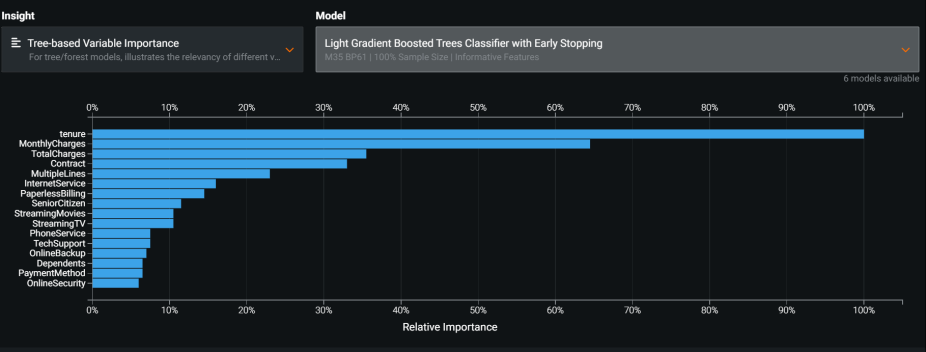 Insight
Model
Tree-based Variable Importance
For tree/forest models, illustrates the relevancy of different v...
Light Gradient Boosted Trees Classifier with Early Stopping
M35 BP61 | 100% Sample Size | Informative Features
6 models available
0% 10% 20% 30% 40% 50% 60% 70% 80% 90% 100%
tenure
MonthlyCharges
TotalCharges
Contract
MultipleLines
InternetService
PaperlessBilling
SeniorCitizen
StreamingMovies
StreamingTV
PhoneService
TechSupport
OnlineBackup
Dependents
PaymentMethod
OnlineSecurity
0% 10% 20% 30% 40% 50% 60% 70% 80% 90% 100%
Relative Importance